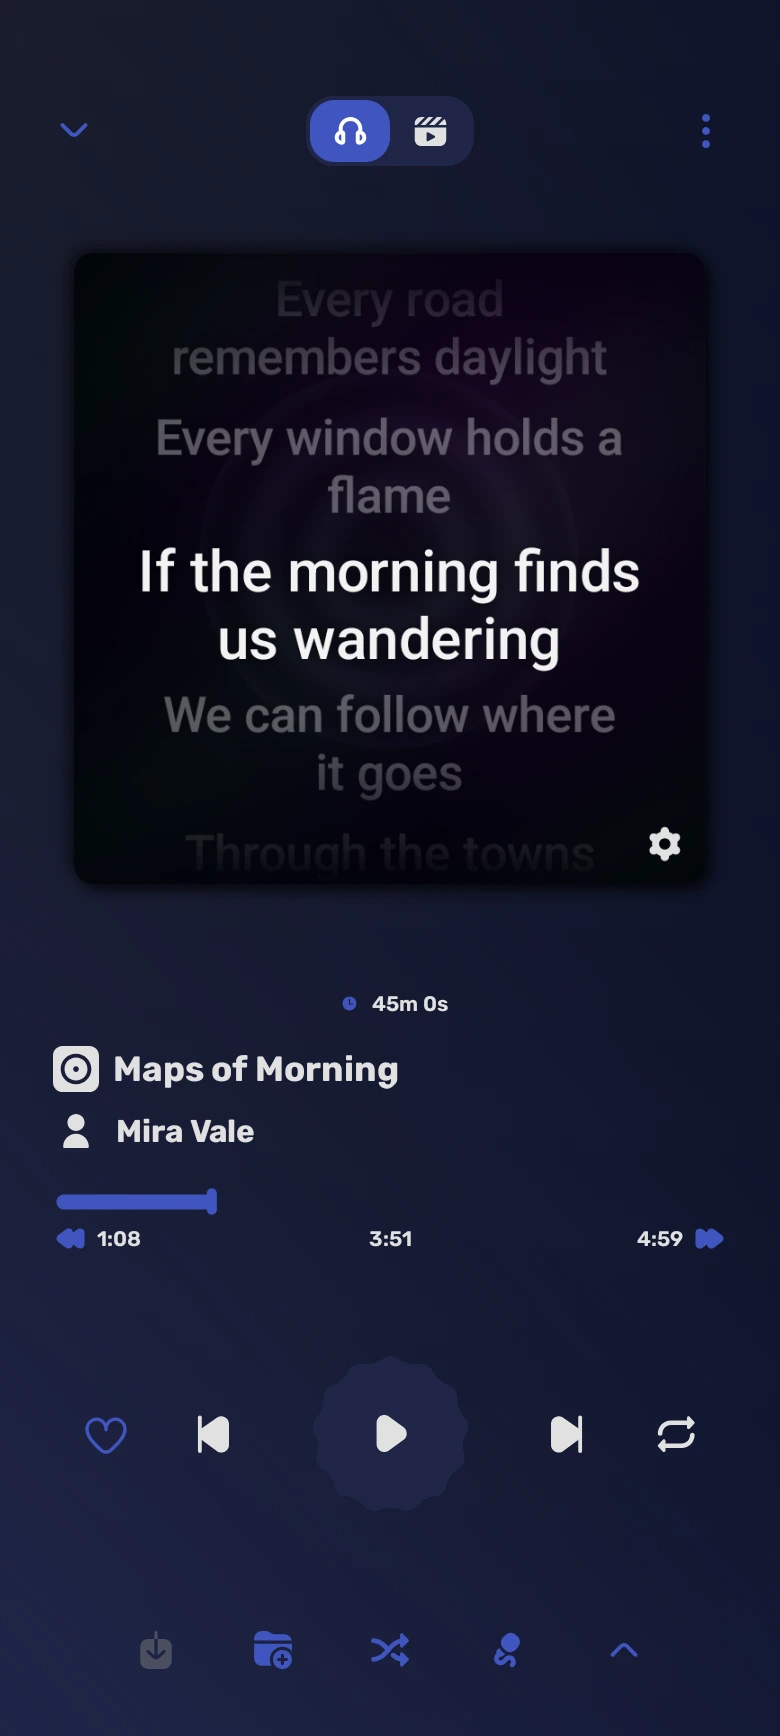 Every road
remembers daylight
Every window holds a
flame
If the morning finds
us wandering
We can follow where
it goes
Through the towns
45m 0s
Maps of Morning
Mira Vale
1:08
3:51
4:59